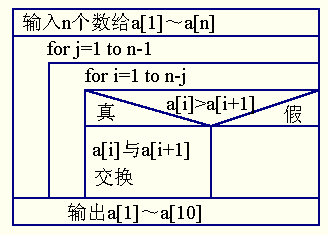 输入n个数给a[1]～a[n]
for j=1 to n-1
for i=1 to n-j
a[i]>a[i+1]
真
假
a[i]与a[i+1]
交换
输出a[1]～a[10]